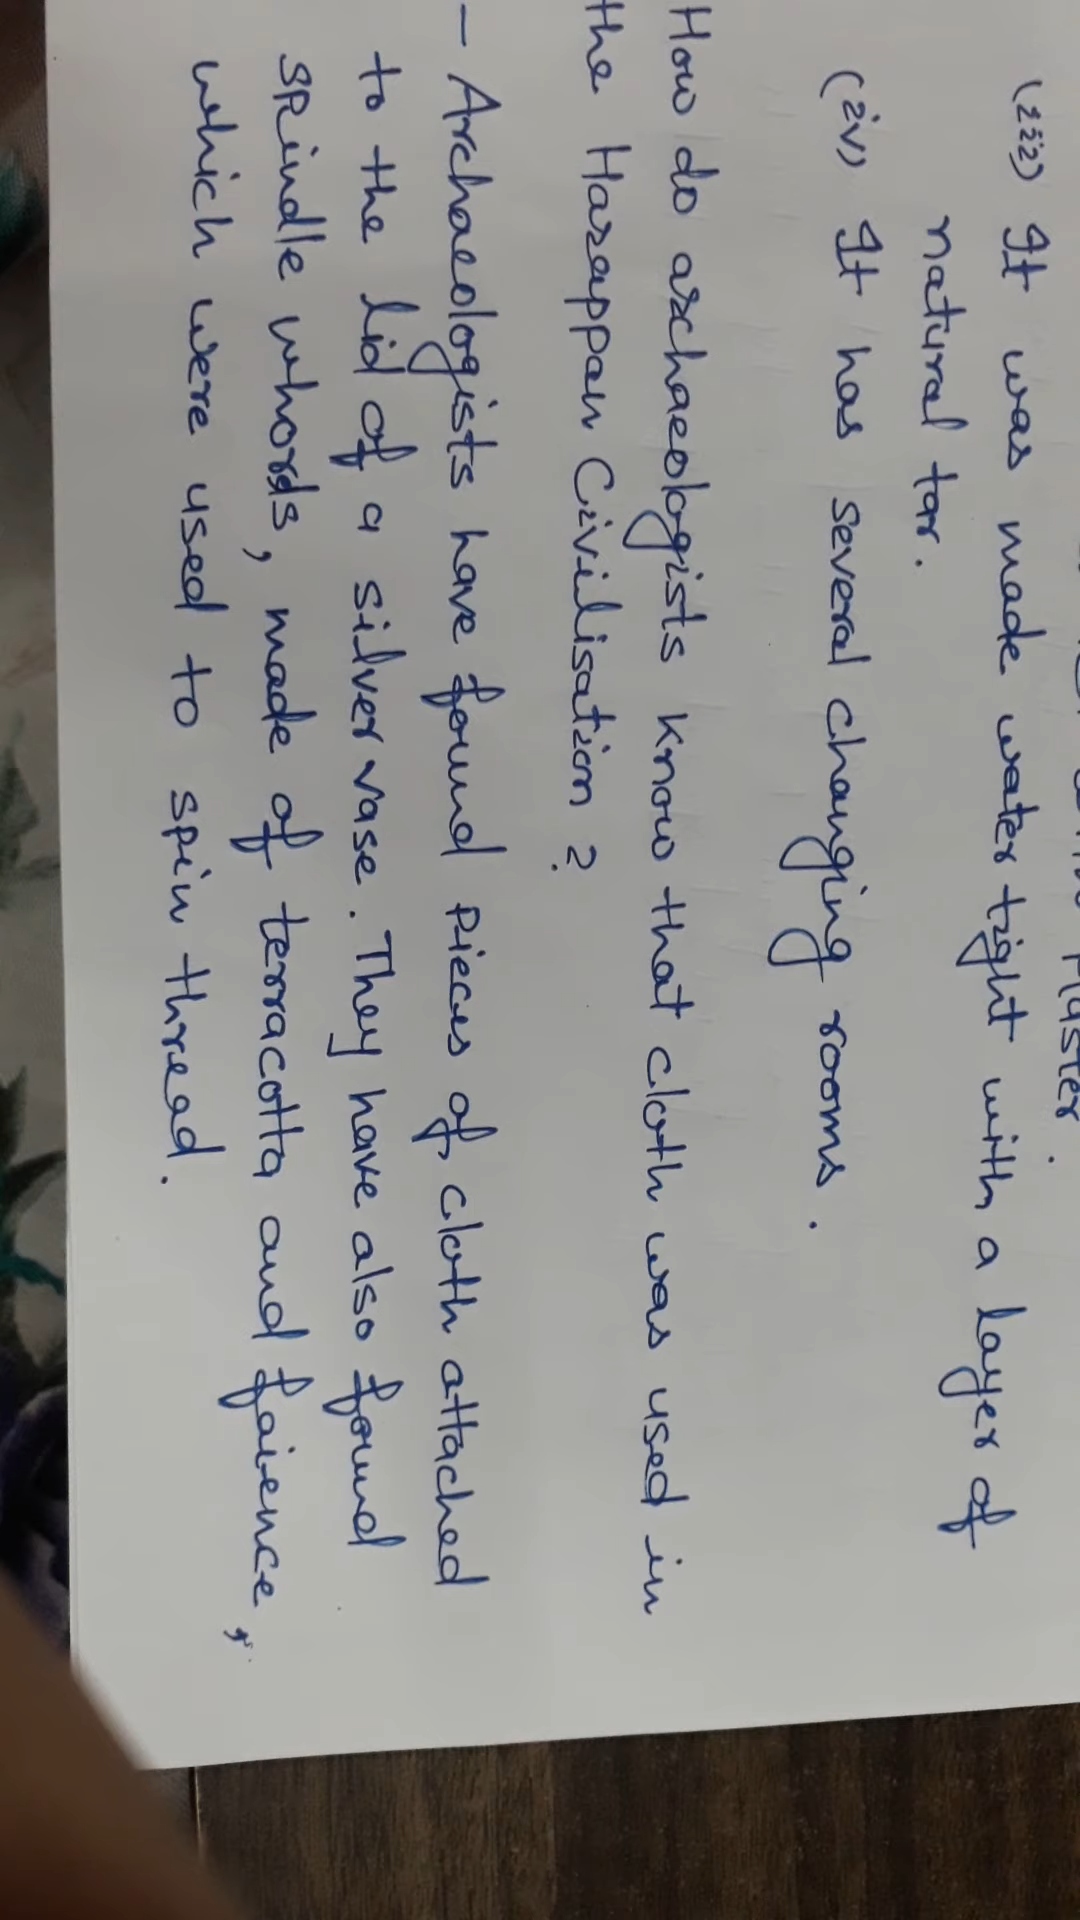 plaster.
(iii) It was made water tight with a layer of
natural tar.
(iv) It has several changing rooms.
How do archaeologists know that cloth was used in
the Harappan Civilisation?
- Archaeologists have found pieces of cloth attached
to the lid of a silver vase. They have also found
spindle whords, made of terracotta and faience,
which were used to spin thread.